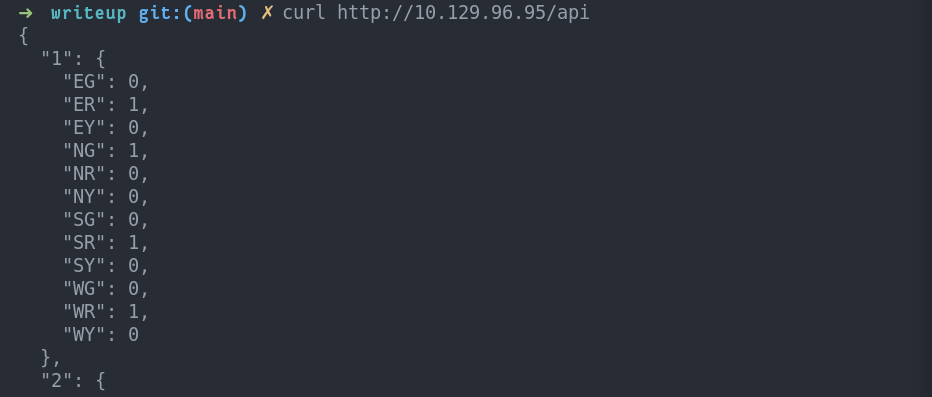 ➜  writeup git:(main) ✗ curl http://10.129.96.95/api
{
  "1": {
    "EG": 0,
    "ER": 1,
    "EY": 0,
    "NG": 1,
    "NR": 0,
    "NY": 0,
    "SG": 0,
    "SR": 1,
    "SY": 0,
    "WG": 0,
    "WR": 1,
    "WY": 0
  },
  "2": {